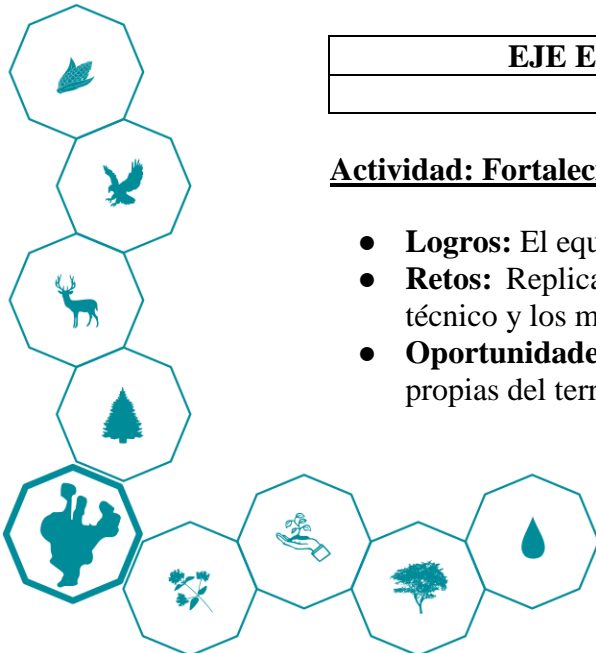 EJE E
Actividad: Fortalec
● Logros: El equ
● Retos: Replica
técnico y los m
● Oportunidade
propias del terr